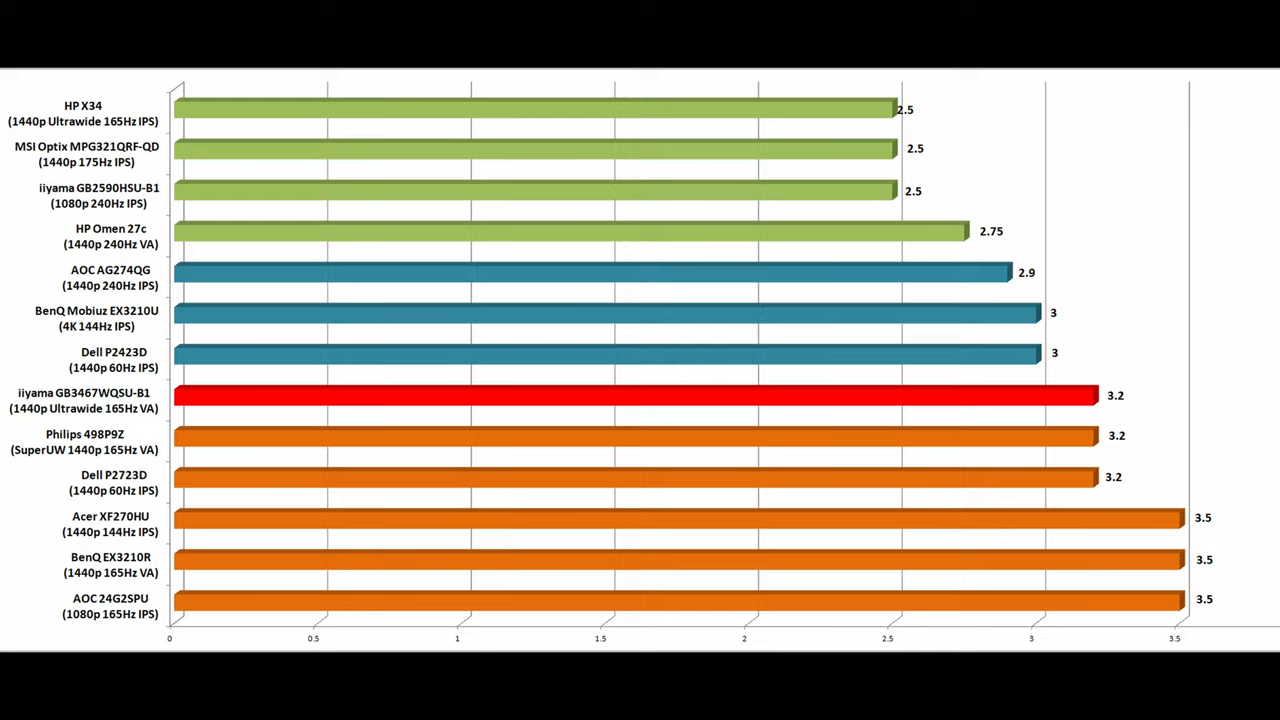 HP X34
(1440p Ultrawide 165Hz IPS)
2.5
MSI Optix MPG321QRF-QD
(1440p 175Hz IPS)
2.5
iiyama GB2590HSU-B1
(1080p 240Hz IPS)
2.5
HP Omen 27c
(1440p 240Hz VA)
2.75
AOC AG274QG
(1440p 240Hz IPS)
2.9
BenQ Mobiuz EX3210U
(4K 144Hz IPS)
3
Dell P2423D
(1440p 60Hz IPS)
3
iiyama GB3467WQSU-B1
(1440p Ultrawide 165Hz VA)
3.2
Philips 498P9Z
(SuperUW 1440p 165Hz VA)
3.2
Dell P2723D
(1440p 60Hz IPS)
3.2
Acer XF270HU
(1440p 144Hz IPS)
3.5
BenQ EX3210R
(1440p 165Hz VA)
3.5
AOC 24G2SPU
(1080p 165Hz IPS)
3.5
0 0.5 1 1.5 2 2.5 3 3.5